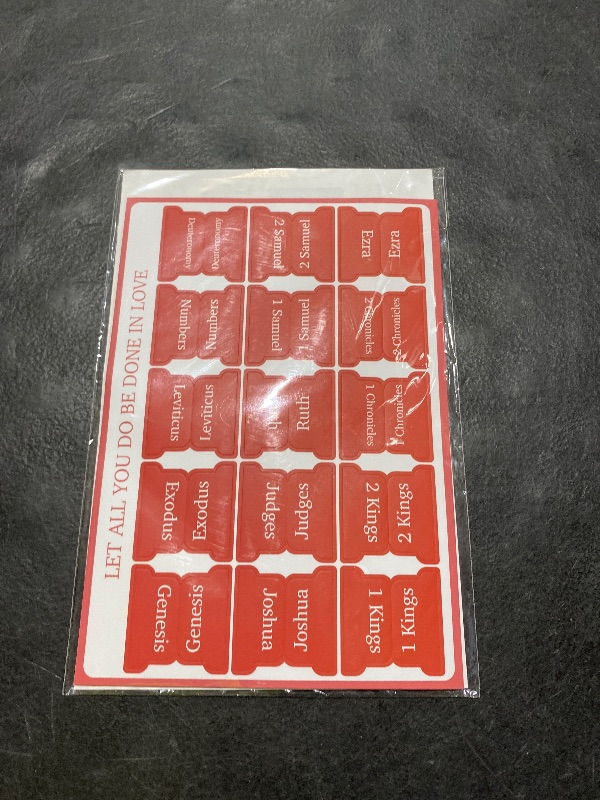 LET ALL YOU DO BE DONE IN LOVE
Genesis
Genesis
Exodus
Exodus
Leviticus
Leviticus
Numbers
Numbers
Deuteronomy
Deuteronomy
Joshua
Joshua
Judges
Judges
Ruth
1 Samuel
1 Samuel
2 Samuel
2 Samuel
1 Kings
1 Kings
2 Kings
2 Kings
1 Chronicles
1 Chronicles
2 Chronicles
2 Chronicles
Ezra
Ezra